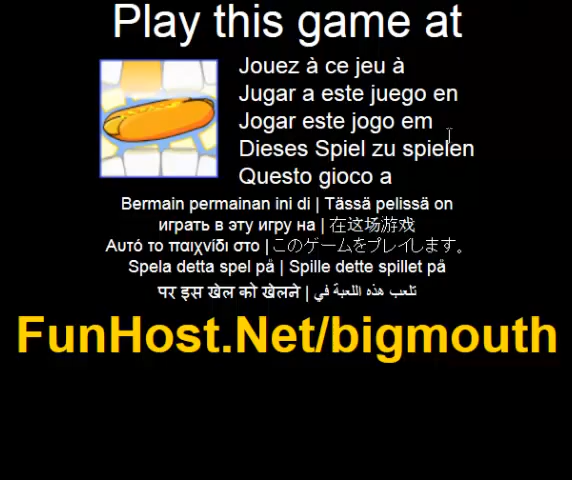 Play this game at
Jouez à ce jeu à
Jugar a este juego en
Jogar este jogo em
Dieses Spiel zu spielen
Questo gioco a
Bermain permainan ini di | Tässä pelissä on
играть в эту игру на | 在这场游戏
Αυτό το παιχνίδι στο | このゲームをプレイします。
Spela detta spel på | Spille dette spillet på
पर इस खेल को खेलने | تلعب هذه اللعبة في
FunHost.Net/bigmouth